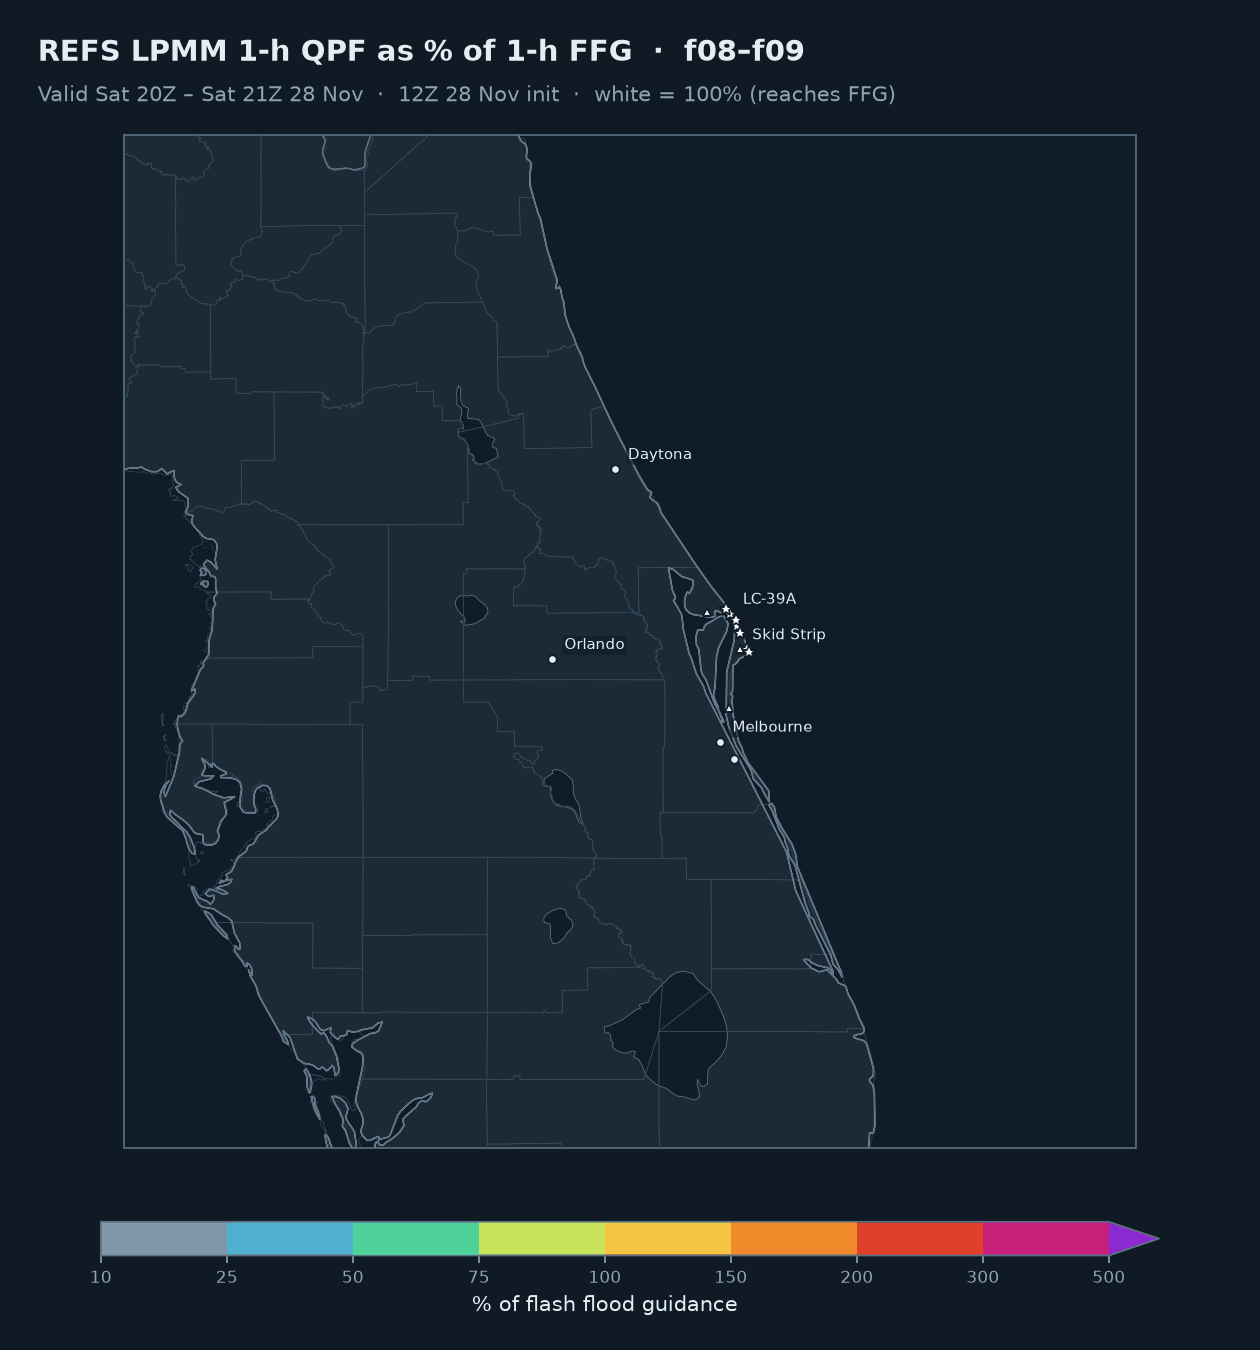 REFS LPMM 1-h QPF as % of 1-h FFG · f08–f09
Valid Sat 20Z – Sat 21Z 28 Nov · 12Z 28 Nov init · white = 100% (reaches FFG)
Daytona
LC-39A
Skid Strip
Orlando
Melbourne
10 25 50 75 100 150 200 300 500
% of flash flood guidance